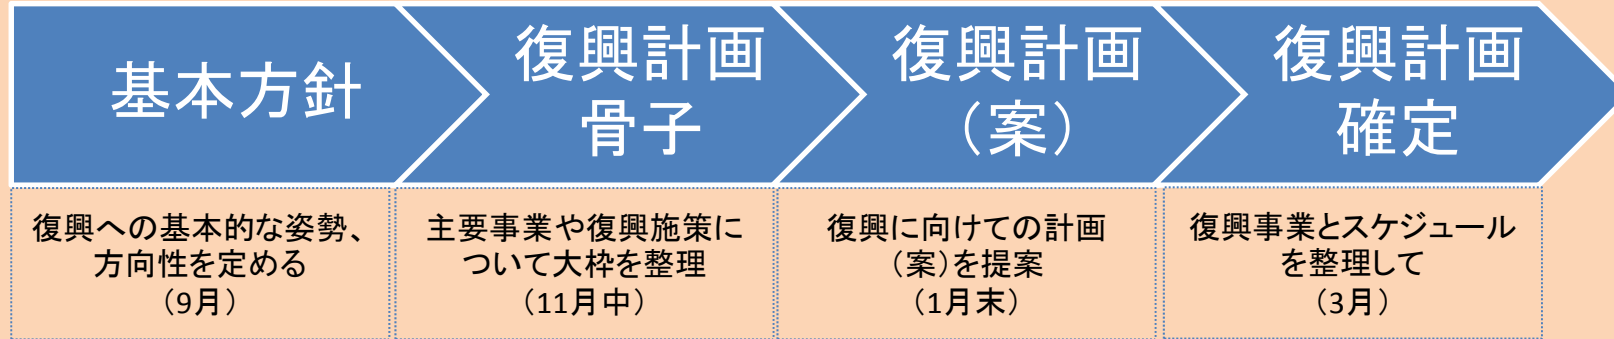 基本方針
復興計画
骨子
復興計画
（案）
復興計画
確定
復興への基本的な姿勢、
方向性を定める
（9月）
主要事業や復興施策に
ついて大枠を整理
（11月中）
復興に向けての計画
（案）を提案
（1月末）
復興事業とスケジュール
を整理して
（3月）